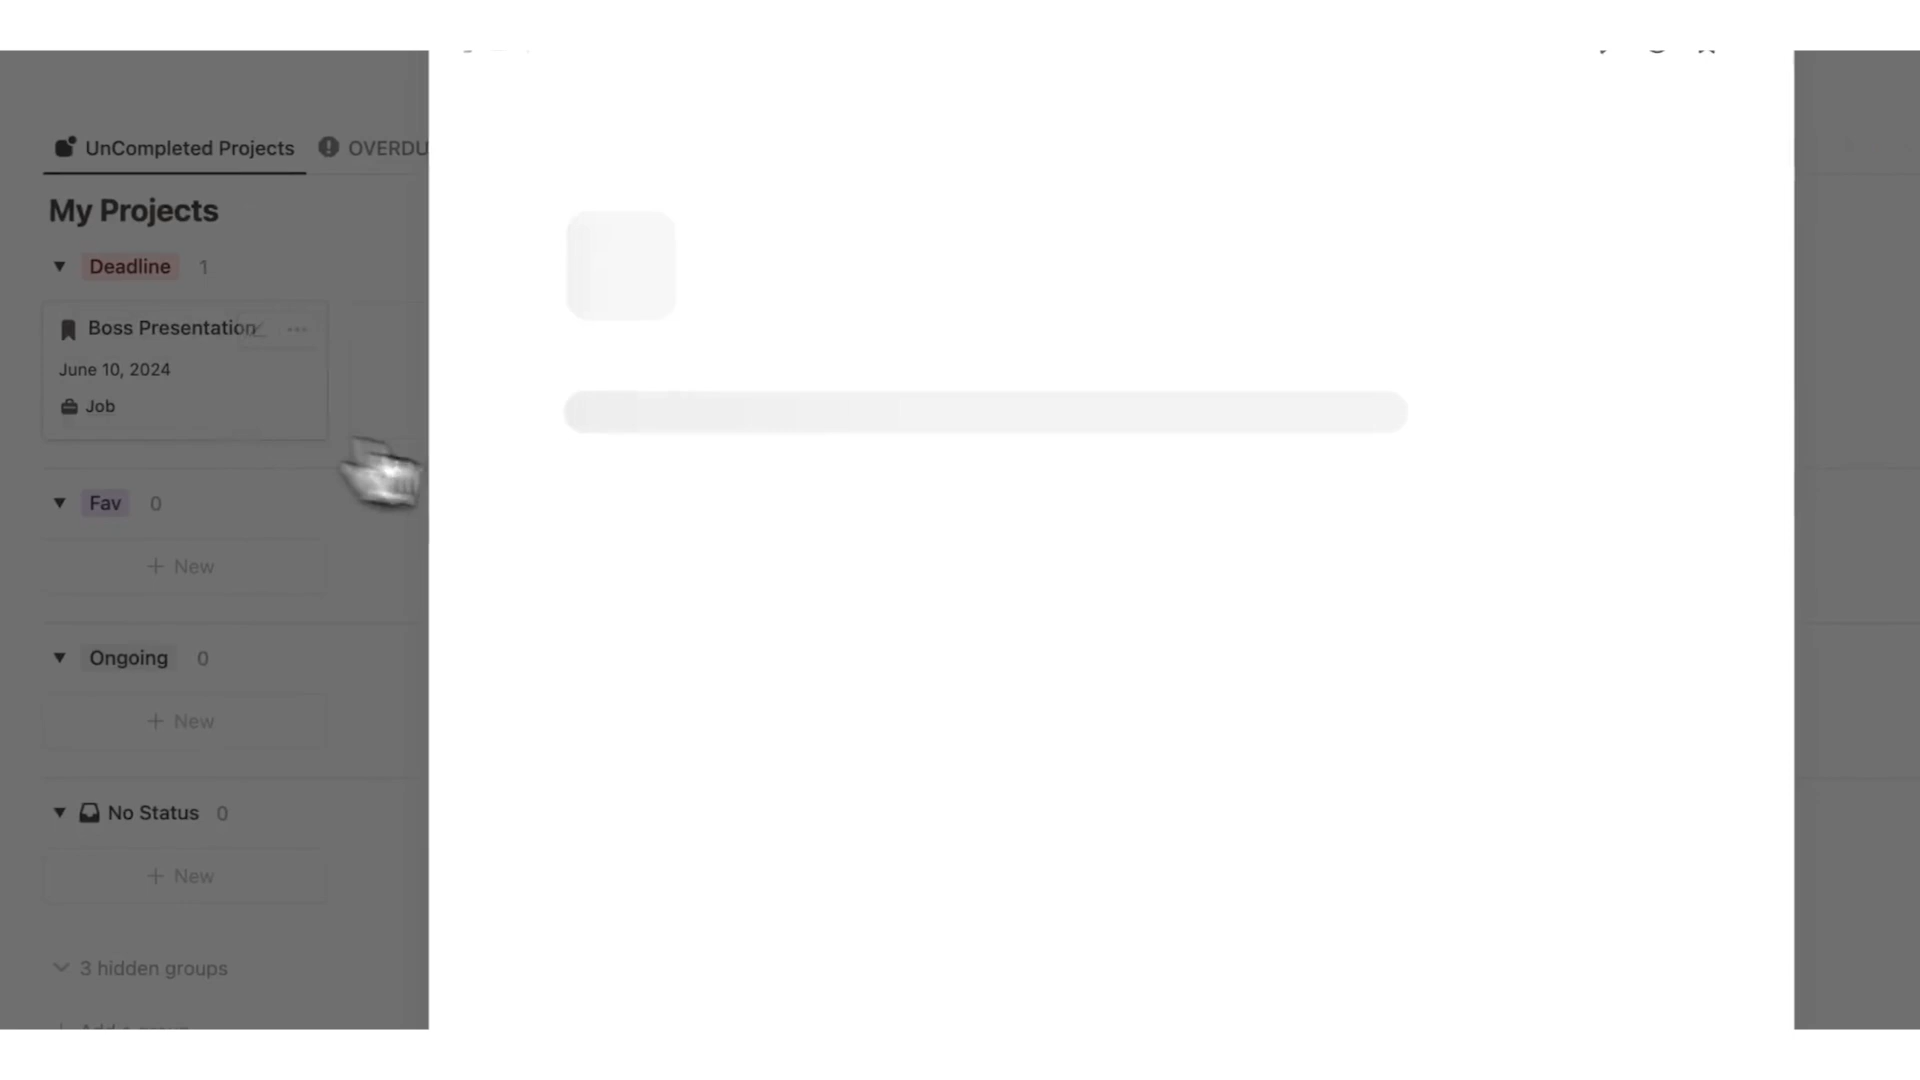 UnCompleted Projects
OVERDU
My Projects
Deadline 1
Boss Presentation
June 10, 2024
Job
Fav 0
+ New
Ongoing 0
+ New
No Status 0
+ New
3 hidden groups